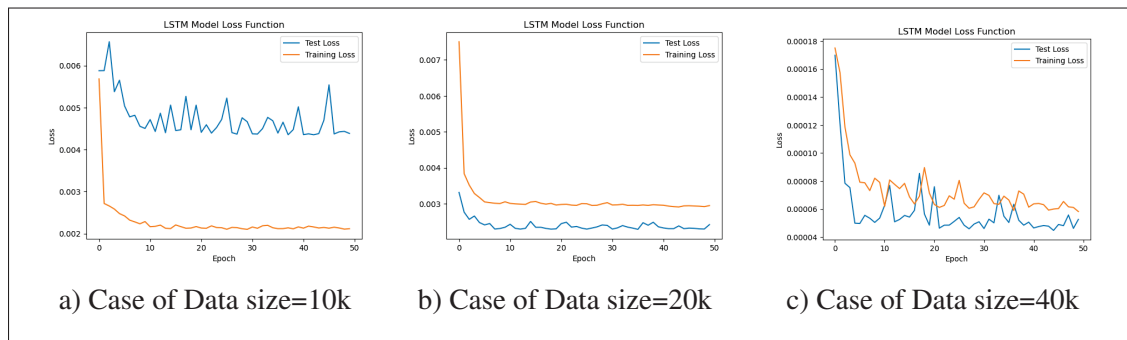 LSTM Model Loss Function
Test Loss
Training Loss
0.006
0.005
0.004
0.003
0.002
Loss
0 10 20 30 40 50
Epoch
a) Case of Data size=10k
LSTM Model Loss Function
Test Loss
Training Loss
0.007
0.006
0.005
0.004
0.003
Loss
0 10 20 30 40 50
Epoch
b) Case of Data size=20k
LSTM Model Loss Function
Test Loss
Training Loss
0.00018
0.00016
0.00014
0.00012
0.00010
0.00008
0.00006
0.00004
Loss
0 10 20 30 40 50
Epoch
c) Case of Data size=40k